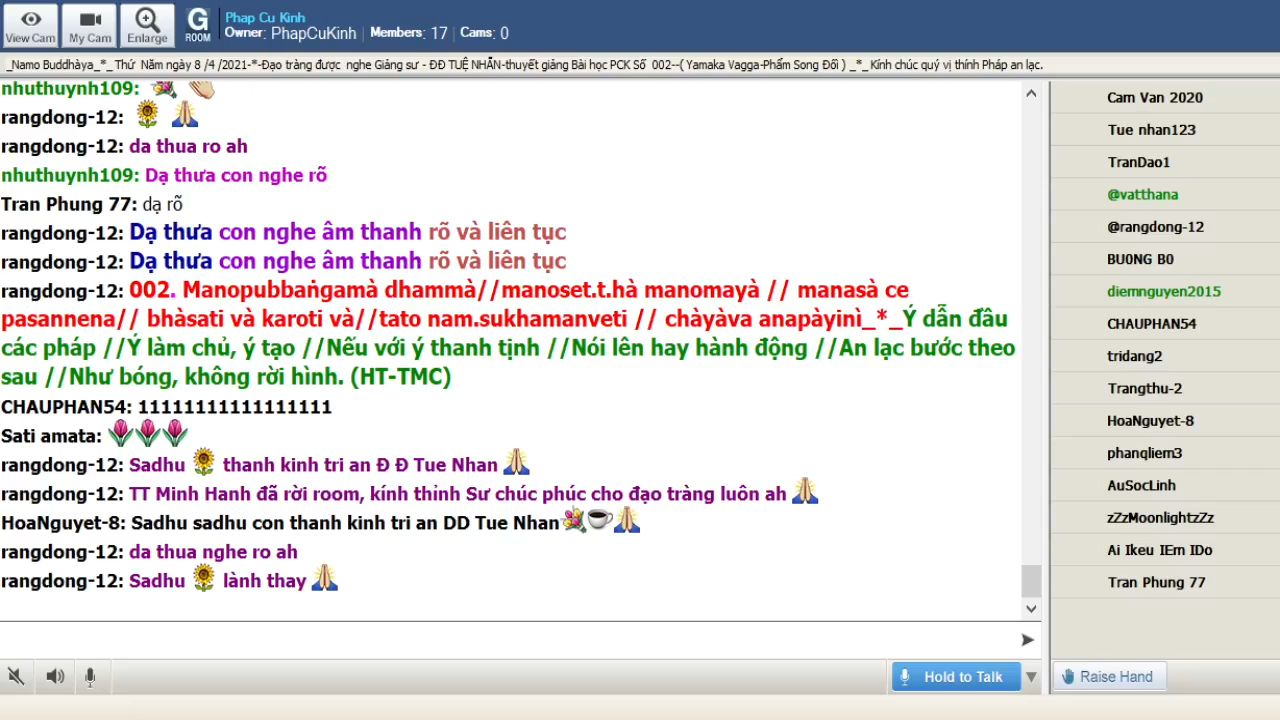 View Cam
My Cam
Enlarge
G
ROOM
Phap Cu Kinh
Owner: PhapCuKinh
Members: 17
Cams: 0
_Namo Buddhàya_*_ Thứ Năm ngày 8 /4 /2021-*-Đạo tràng được nghe Giảng sư - ĐĐ TUỆ NHẪN-thuyết giảng Bài học PCK Số 002--( Yamaka Vagga-Phẩm Song Đối ) _*_Kính chúc quý vị thính Pháp an lạc.
nhuthuynh109:
rangdong-12:
rangdong-12: da thua ro ah
nhuthuynh109: Dạ thưa con nghe rõ
Tran Phung 77: dạ rõ
rangdong-12: Dạ thưa con nghe âm thanh rõ và liên tục
rangdong-12: Dạ thưa con nghe âm thanh rõ và liên tục
rangdong-12: 002. Manopubbaṅgamà dhammà//manoset.t.hà manomayà // manasà ce
pasannena// bhàsati và karoti và//tato nam.sukhamanveti // chàyàva anapàyinì_*_Ý dẫn đầu
các pháp //Ý làm chủ, ý tạo //Nếu với ý thanh tịnh //Nói lên hay hành động //An lạc bước theo
sau //Như bóng, không rời hình. (HT-TMC)
CHAUPHAN54: 11111111111111111
Sati amata:
rangdong-12: Sadhu thanh kinh tri an Đ Đ Tue Nhan
rangdong-12: TT Minh Hanh đã rời room, kính thỉnh Sư chúc phúc cho đạo tràng luôn ah
HoaNguyet-8: Sadhu sadhu con thanh kinh tri an DD Tue Nhan
rangdong-12: da thua nghe ro ah
rangdong-12: Sadhu lành thay
Cam Van 2020
Tue nhan123
TranDao1
@vatthana
@rangdong-12
BU0NG B0
diemnguyen2015
CHAUPHAN54
tridang2
Trangthu-2
HoaNguyet-8
phanqliem3
AuSocLinh
zZzMoonlightzZz
Ai Ikeu IEm IDo
Tran Phung 77
Hold to Talk
Raise Hand